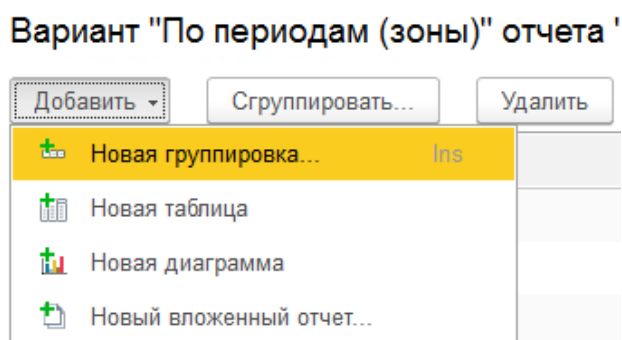 Вариант "По периодам (зоны)" отчета '
Добавить Сгруппировать... Удалить
Новая группировка... Ins
Новая таблица
Новая диаграмма
Новый вложенный отчет...